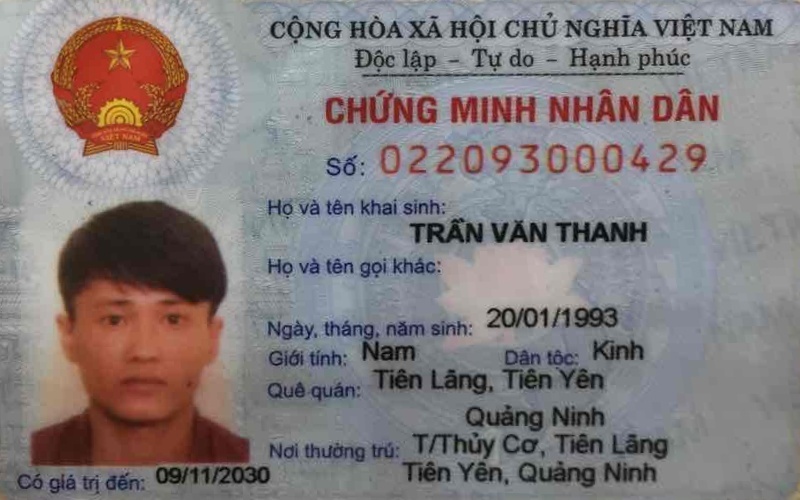 CỘNG HÒA XÃ HỘI CHỦ NGHĨA VIỆT NAM
Độc lập - Tự do - Hạnh phúc
CHỨNG MINH NHÂN DÂN
Số: 022093000429
Họ và tên khai sinh:
TRẦN VĂN THANH
Họ và tên gọi khác:
Ngày, tháng, năm sinh: 20/01/1993
Giới tính: Nam Dân tộc: Kinh
Quê quán: Tiên Lãng, Tiên Yên
Quảng Ninh
Nơi thường trú: T/Thủy Cơ, Tiên Lãng
Tiên Yên, Quảng Ninh
Có giá trị đến: 09/11/2030